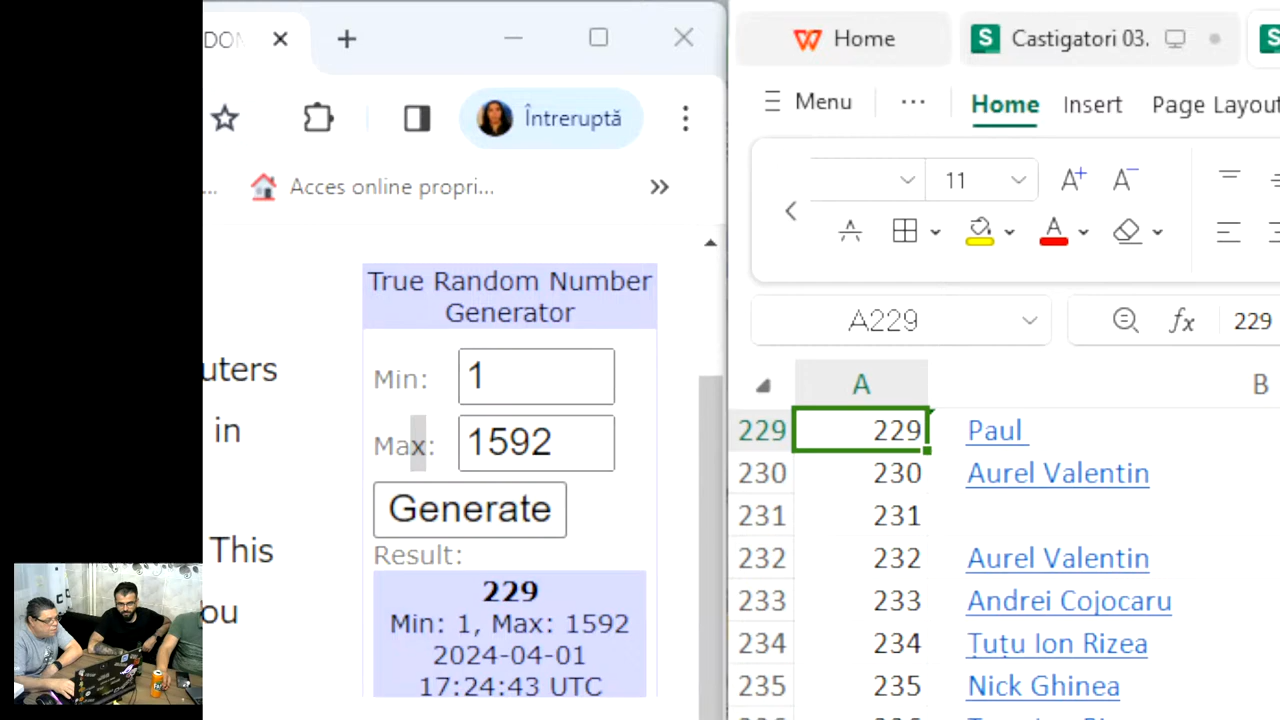 DOM
Întreruptă
...
Acces online propri...
uters
in
This
ou
True Random Number
Generator
Min: 1
Max: 1592
Generate
Result:
229
Min: 1, Max: 1592
2024-04-01
17:24:43 UTC
Home
S
Castigatori 03.
S
Menu
...
Home
Insert
Page Layout
11
A+
A-
A
A229
fx
229
A
B
229 229 Paul
230 230 Aurel Valentin
231 231
232 232 Aurel Valentin
233 233 Andrei Cojocaru
234 234 Țuțu Ion Rizea
235 235 Nick Ghinea